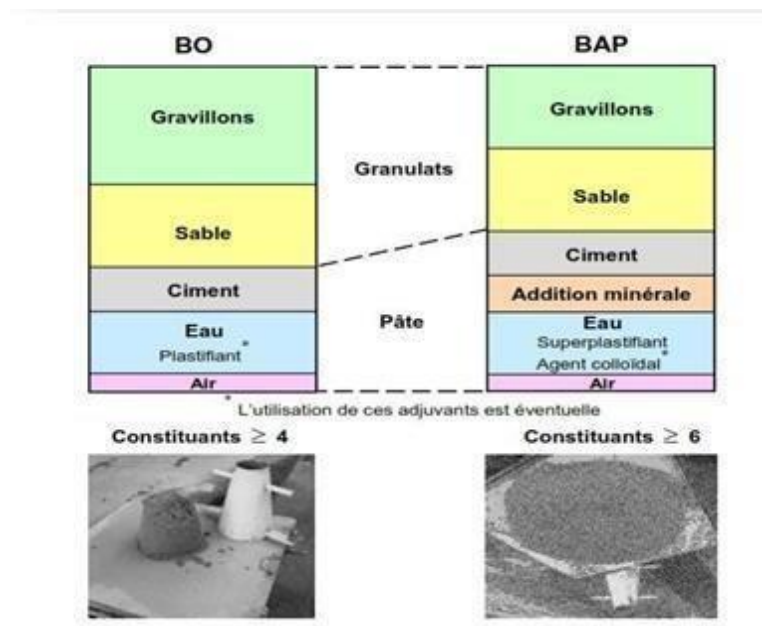 BO
BAP
Gravillons
Gravillons
Granulats
Sable
Sable
Ciment
Ciment
Addition minérale
Pâte
Eau
Plastifiant *
Eau
Superplastifiant
Agent colloïdal *
Air
Air
* L'utilisation de ces adjuvants est éventuelle
Constituants ≥ 4
Constituants ≥ 6